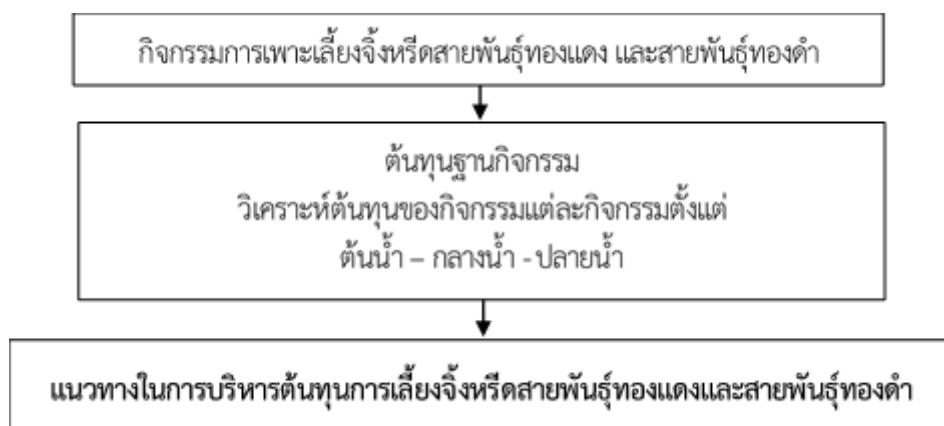 กิจกรรมการเพาะเลี้ยงจิ้งหรีดสายพันธุ์ทองแดง และสายพันธุ์ทองดำ
ต้นทุนฐานกิจกรรม
วิเคราะห์ต้นทุนของกิจกรรมแต่ละกิจกรรมตั้งแต่
ต้นน้ำ – กลางน้ำ - ปลายน้ำ
แนวทางในการบริหารต้นทุนการเลี้ยงจิ้งหรีดสายพันธุ์ทองแดงและสายพันธุ์ทองดำ